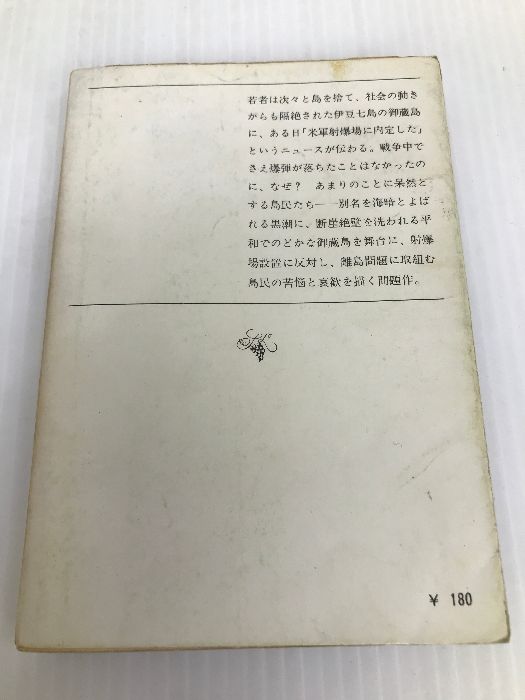 若者は次々と島を捨て、社会の動き
からも隔絶された伊豆七島の御蔵島
に、ある日「米軍射爆場に内定した」
というニュースが伝わる。戦争中で
さえ爆弾が落ちたことはなかったの
に、なぜ？　あまりのことに呆然と
する島民たち――別名を海暗とよば
れる黒潮に、断崖絶壁を洗われる平
和でのどかな御蔵島を舞台に、射爆
場設置に反対し、離島問題に取組む
島民の苦悩と哀歓を描く問題作。
¥ 180